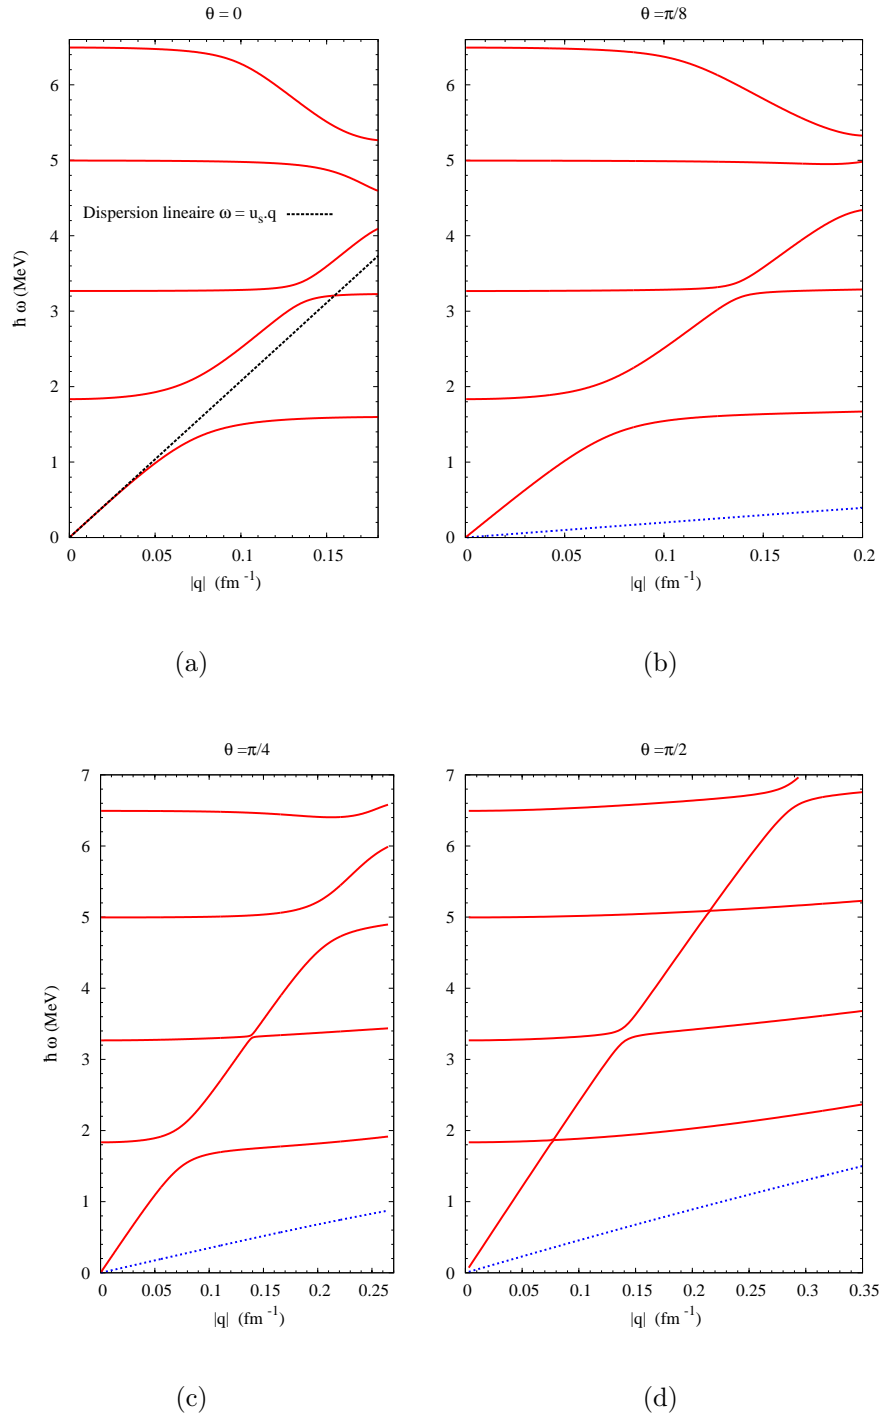 θ = 0
6
5
4
3
2
1
0
ħ ω (MeV)
Dispersion lineaire ω = u_s.q
0 0.05 0.1 0.15
|q| (fm⁻¹)
(a)
θ =π/8
6
5
4
3
2
1
0
0 0.05 0.1 0.15 0.2
|q| (fm⁻¹)
(b)
θ =π/4
7
6
5
4
3
2
1
0
ħ ω (MeV)
0 0.05 0.1 0.15 0.2 0.25
|q| (fm⁻¹)
(c)
θ =π/2
7
6
5
4
3
2
1
0
0 0.05 0.1 0.15 0.2 0.25 0.3 0.35
|q| (fm⁻¹)
(d)